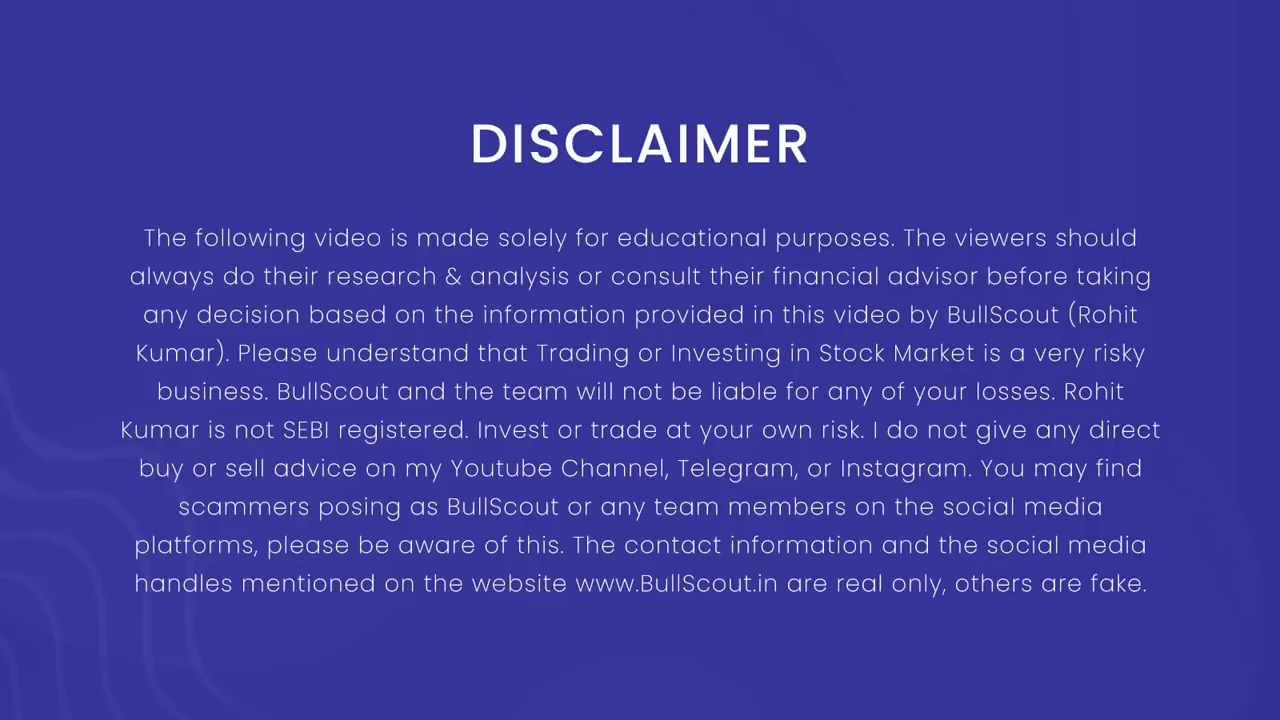 DISCLAIMER
The following video is made solely for educational purposes. The viewers should
always do their research & analysis or consult their financial advisor before taking
any decision based on the information provided in this video by BullScout (Rohit
Kumar). Please understand that Trading or Investing in Stock Market is a very risky
business. BullScout and the team will not be liable for any of your losses. Rohit
Kumar is not SEBI registered. Invest or trade at your own risk. I do not give any direct
buy or sell advice on my Youtube Channel, Telegram, or Instagram. You may find
scammers posing as BullScout or any team members on the social media
platforms, please be aware of this. The contact information and the social media
handles mentioned on the website www.BullScout.in are real only, others are fake.